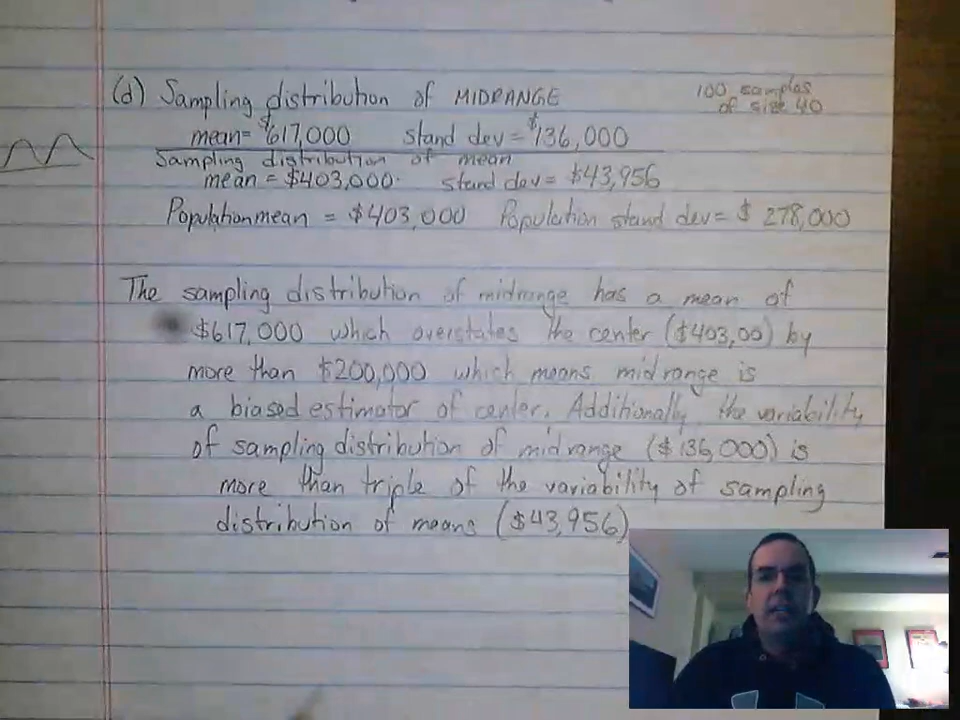 (d) Sampling distribution of MIDRANGE
100 samples
of size 40
mean= $617,000 stand dev = $136,000
Sampling distribution of mean
mean = $403,000. stand dev = $43,956
Population mean = $403,000 Population stand dev= $ 278,000
The sampling distribution of midrange has a mean of
$617,000 which overstates the center ($403,00) by
more than $200,000 which means midrange is
a biased estimator of center. Additionally, the variability
of sampling distribution of midrange ($136,000) is
more than triple of the variability of sampling
distribution of means ($43,956)